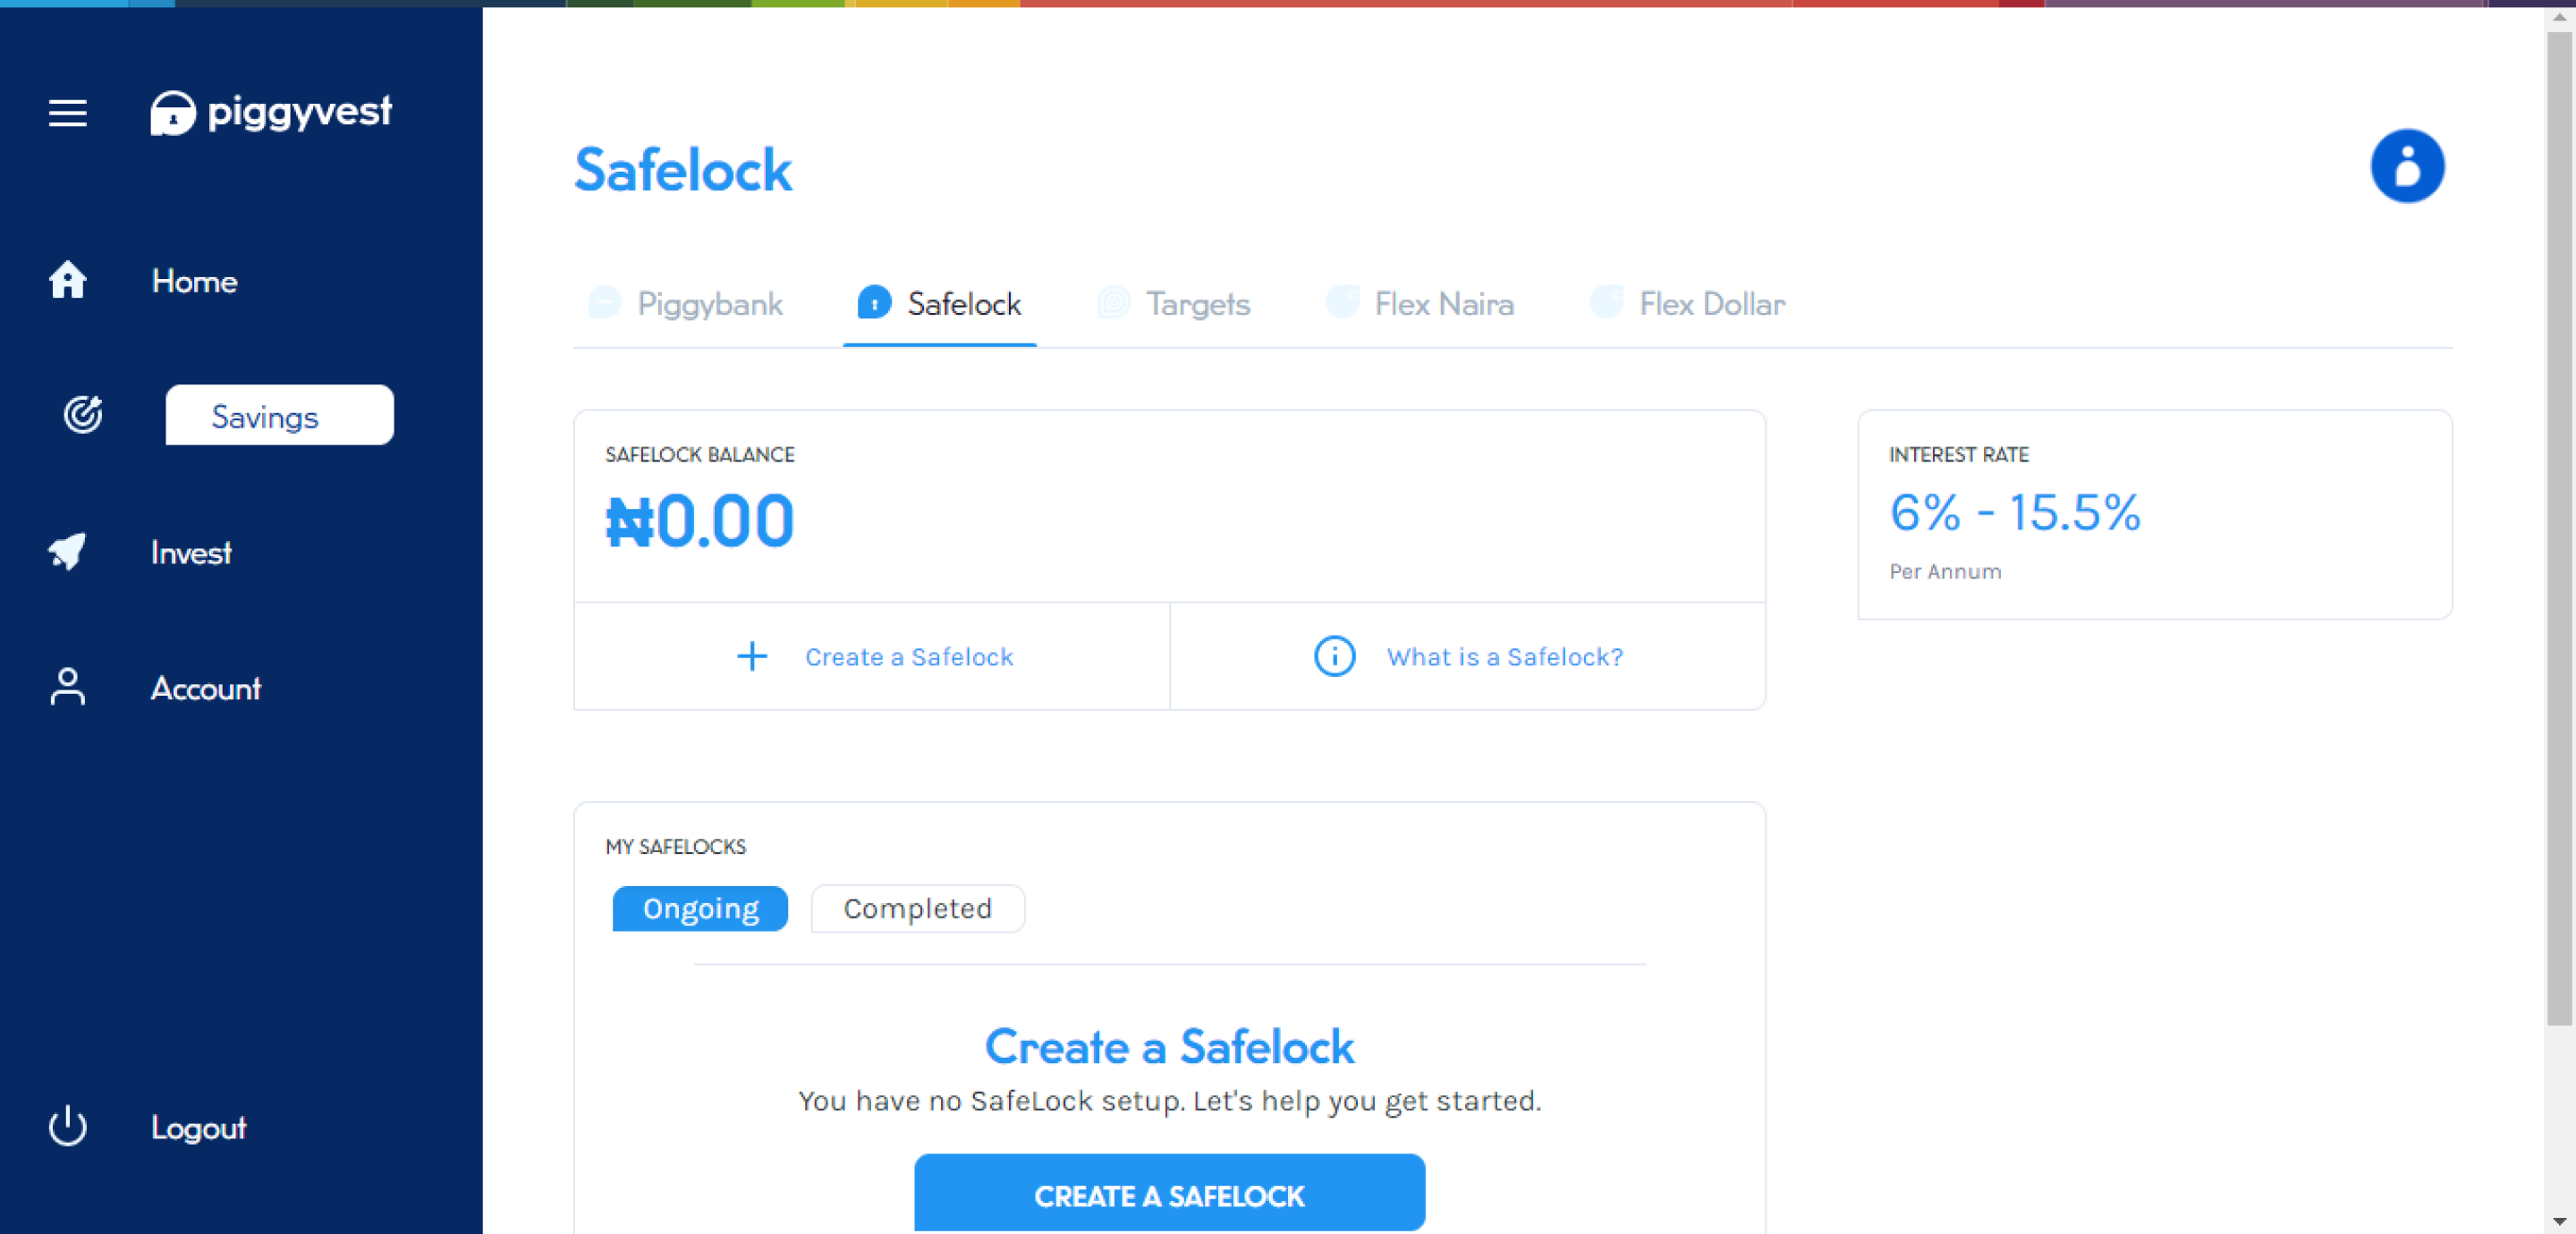 piggyvest
Home
Savings
Invest
Account
Logout
Safelock
Piggybank
Safelock
Targets
Flex Naira
Flex Dollar
SAFELOCK BALANCE
₦0.00
Create a Safelock
What is a Safelock?
INTEREST RATE
6% - 15.5%
Per Annum
MY SAFELOCKS
Ongoing
Completed
Create a Safelock
You have no SafeLock setup. Let's help you get started.
CREATE A SAFELOCK